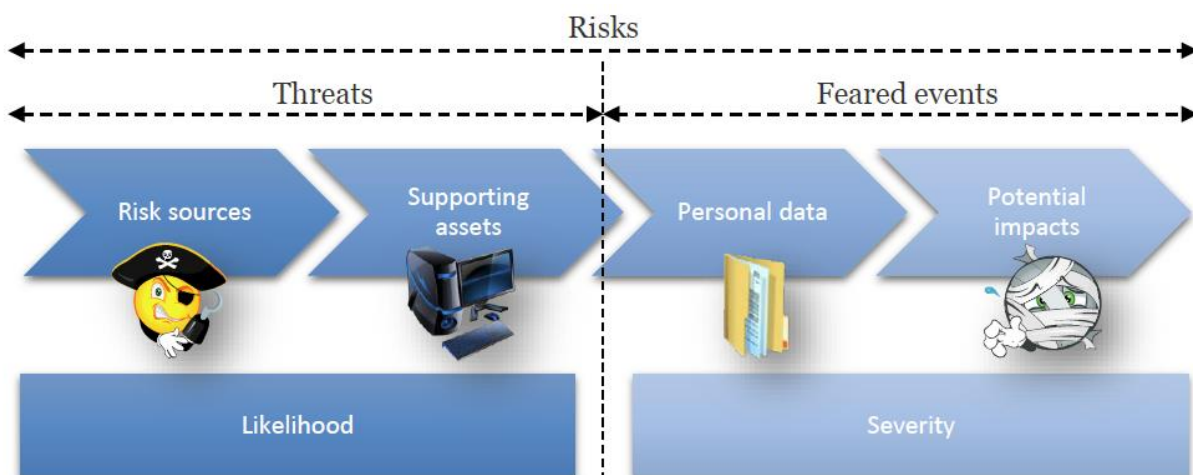 Risks
Threats
Feared events
Risk sources
Supporting
assets
Personal data
Potential
impacts
Likelihood
Severity